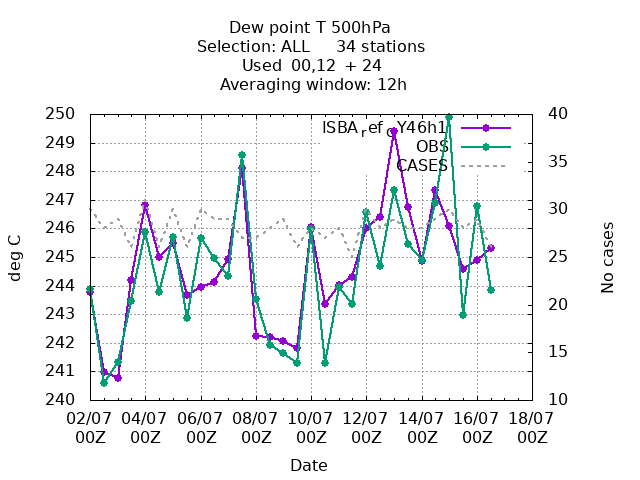 Dew point T 500hPa
Selection: ALL 34 stations
Used 00,12 + 24
Averaging window: 12h
250
249
248
247
246
245
244
243
242
241
240
40
35
30
25
20
15
10
ISBA_ref_CY46h1
OBS
CASES
deg C
No cases
02/07 04/07 06/07 08/07 10/07 12/07 14/07 16/07 18/07
00Z 00Z 00Z 00Z 00Z 00Z 00Z 00Z 00Z
Date